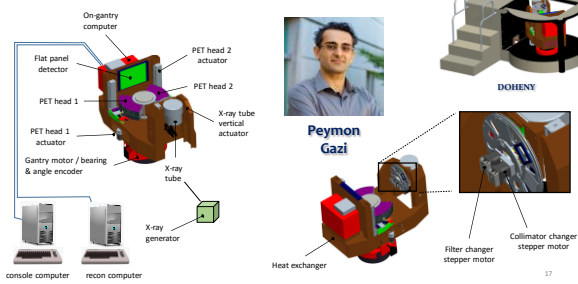 On-gantry
computer
Flat panel
detector
PET head 2
actuator
PET head 1
PET head 2
PET head 1
actuator
X-ray tube
vertical
actuator
Gantry motor / bearing
& angle encoder
X-ray
tube
X-ray
generator
console computer
recon computer
Peymon
Gazi
DOHENY
Heat exchanger
Filter changer
stepper motor
Collimator changer
stepper motor
17